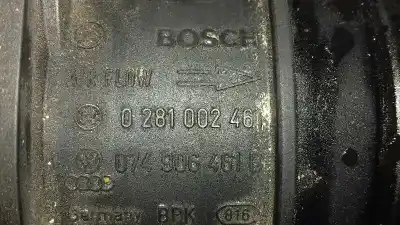 BOSCH
AIR FLOW
0 281 002 461
074 906 461 B
Germany BPK 816